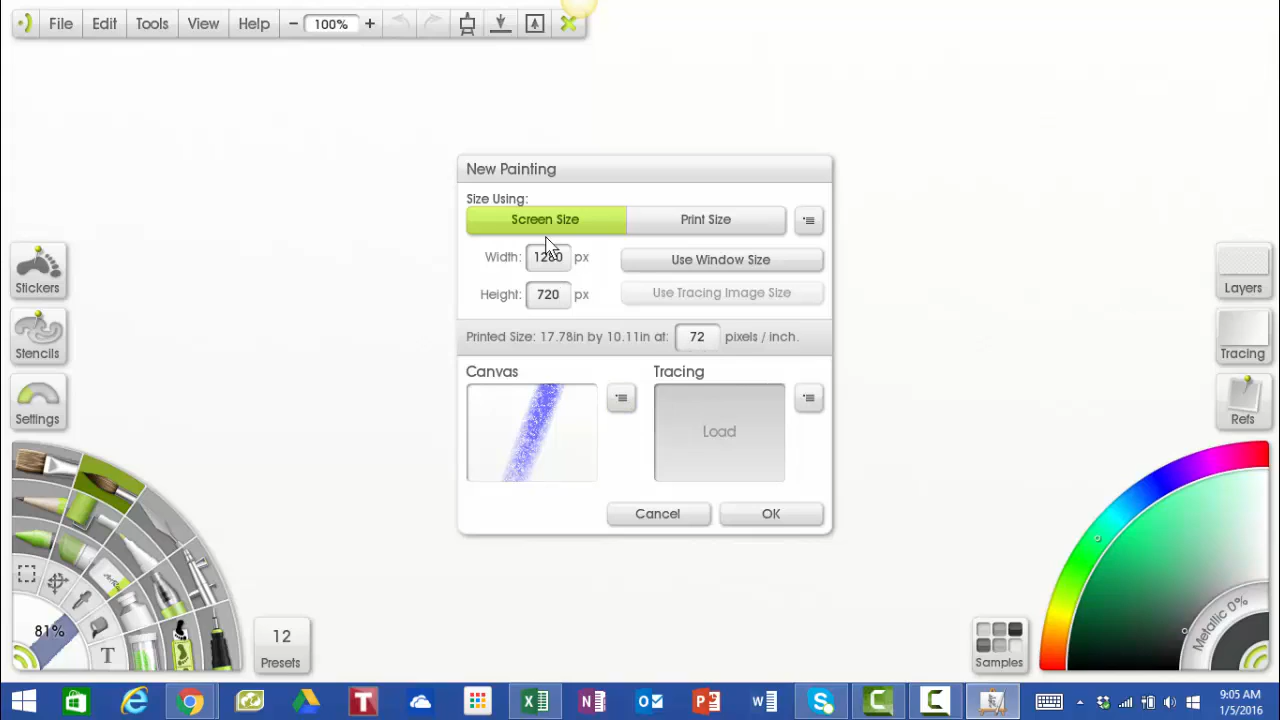 File Edit Tools View Help − 100% +
New Painting
Size Using:
Screen Size Print Size
Width: 1280 px Use Window Size
Height: 720 px Use Tracing Image Size
Printed Size: 17.78in by 10.11in at: 72 pixels / inch.
Canvas Tracing
Load
Cancel OK
Stickers
Stencils
Settings
Layers
Tracing
Refs
81%
T
12
Presets
Samples
Metallic 0%
9:05 AM
1/5/2016